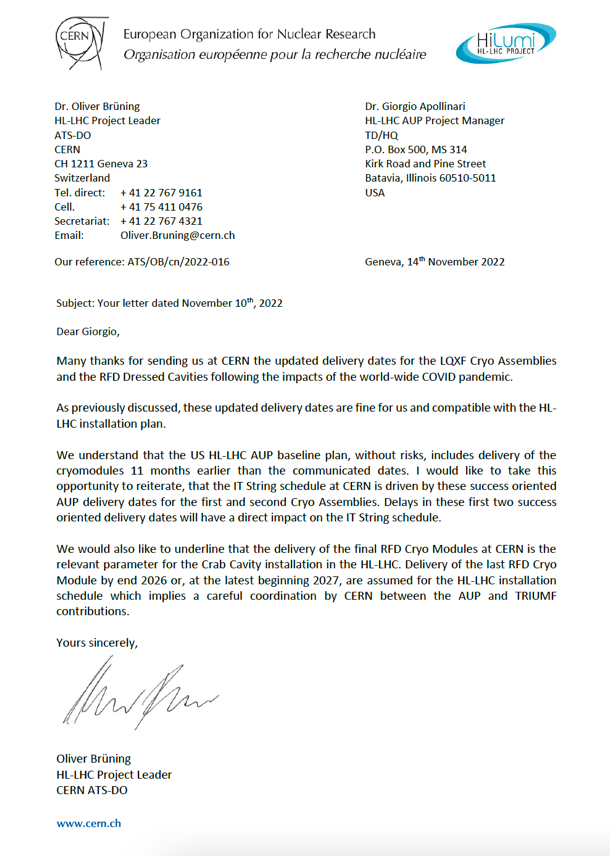 CERN
European Organization for Nuclear Research
Organisation européenne pour la recherche nucléaire
HiLumi
HL-LHC PROJECT
Dr. Oliver Brüning
HL-LHC Project Leader
ATS-DO
CERN
CH 1211 Geneva 23
Switzerland
Tel. direct: + 41 22 767 9161
Cell. + 41 75 411 0476
Secretariat: + 41 22 767 4321
Email: Oliver.Bruning@cern.ch
Dr. Giorgio Apollinari
HL-LHC AUP Project Manager
TD/HQ
P.O. Box 500, MS 314
Kirk Road and Pine Street
Batavia, Illinois 60510-5011
USA
Our reference: ATS/OB/cn/2022-016
Geneva, 14th November 2022
Subject: Your letter dated November 10th, 2022
Dear Giorgio,
Many thanks for sending us at CERN the updated delivery dates for the LQXF Cryo Assemblies
and the RFD Dressed Cavities following the impacts of the world-wide COVID pandemic.
As previously discussed, these updated delivery dates are fine for us and compatible with the HL-
LHC installation plan.
We understand that the US HL-LHC AUP baseline plan, without risks, includes delivery of the
cryomodules 11 months earlier than the communicated dates. I would like to take this
opportunity to reiterate, that the IT String schedule at CERN is driven by these success oriented
AUP delivery dates for the first and second Cryo Assemblies. Delays in these first two success
oriented delivery dates will have a direct impact on the IT String schedule.
We would also like to underline that the delivery of the final RFD Cryo Modules at CERN is the
relevant parameter for the Crab Cavity installation in the HL-LHC. Delivery of the last RFD Cryo
Module by end 2026 or, at the latest beginning 2027, are assumed for the HL-LHC installation
schedule which implies a careful coordination by CERN between the AUP and TRIUMF
contributions.
Yours sincerely,
Oliver Brüning
HL-LHC Project Leader
CERN ATS-DO
www.cern.ch